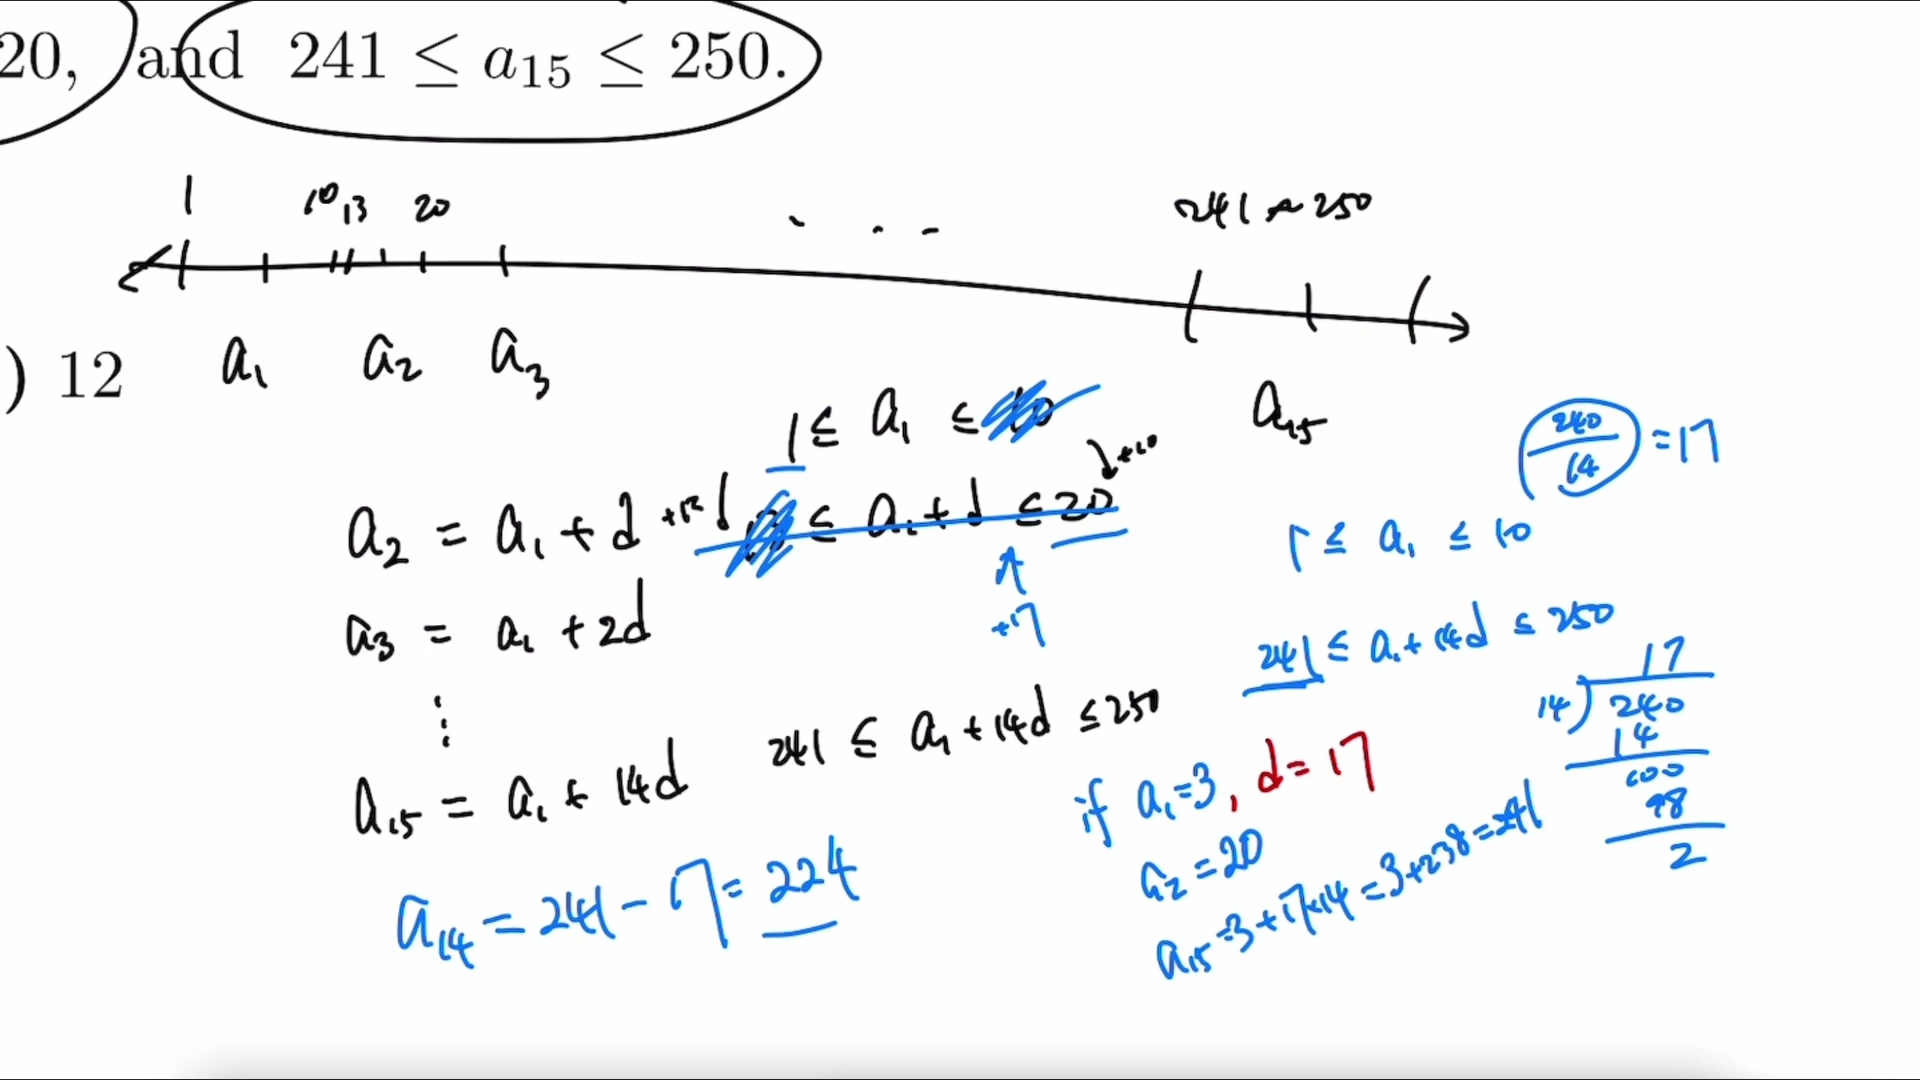 20, and 241 ≤ a₁₅ ≤ 250.
1 10 13 20 . . . 241 ~ 250
) 12 a₁ a₂ a₃ a₁₅
1 ≤ a₁ ≤
↓+10
240/14 = 17
a₂ = a₁ + d ≤ a₁ + d ≤ 20
1 ≤ a₁ ≤ 10
+17
a₃ = a₁ + 2d
241 ≤ a₁ + 14d ≤ 250
⋮
a₁₅ = a₁ + 14d 241 ≤ a₁ + 14d ≤ 250
17
14)240
14
100
98
2
if a₁=3, d=17
a₂=20
a₁₅=3+17×14=3+238=241
a₁₄ = 241 - 17 = 224